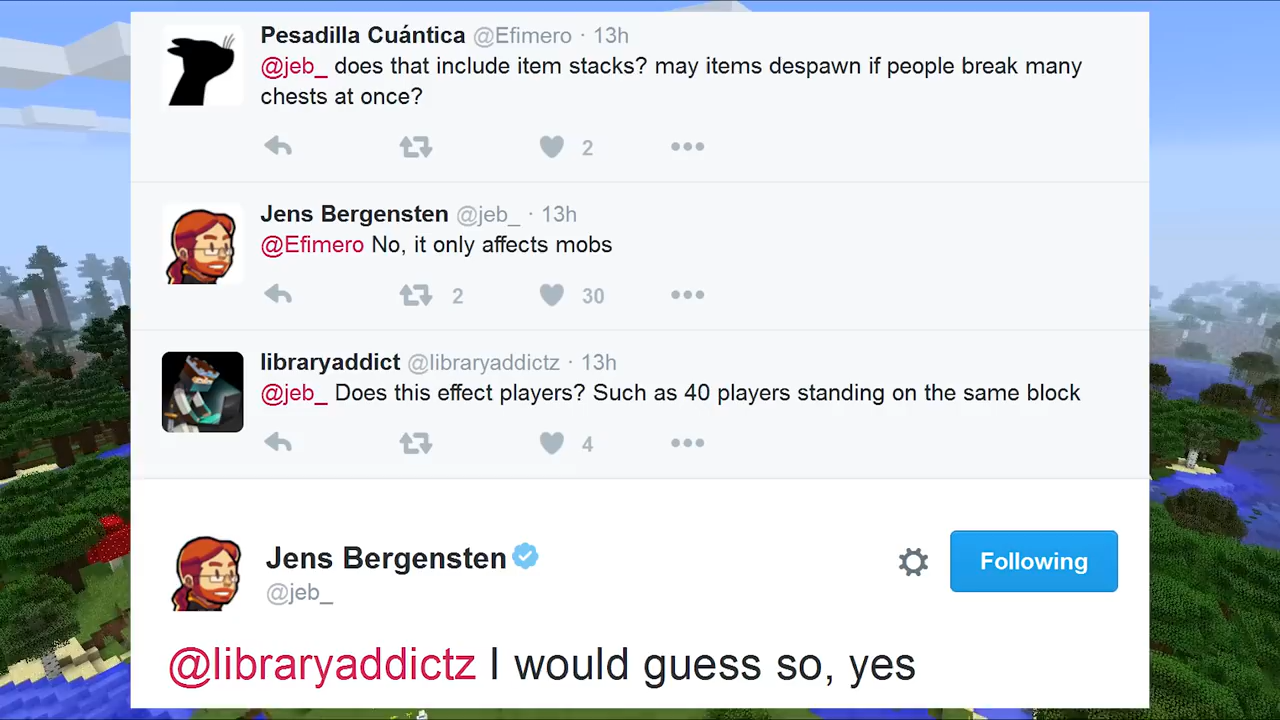 Pesadilla Cuántica @Efimero · 13h
@jeb_ does that include item stacks? may items despawn if people break many
chests at once?
2
Jens Bergensten @jeb_ · 13h
@Efimero No, it only affects mobs
2 30
libraryaddict @libraryaddictz · 13h
@jeb_ Does this effect players? Such as 40 players standing on the same block
4
Jens Bergensten
@jeb_
Following
@libraryaddictz I would guess so, yes